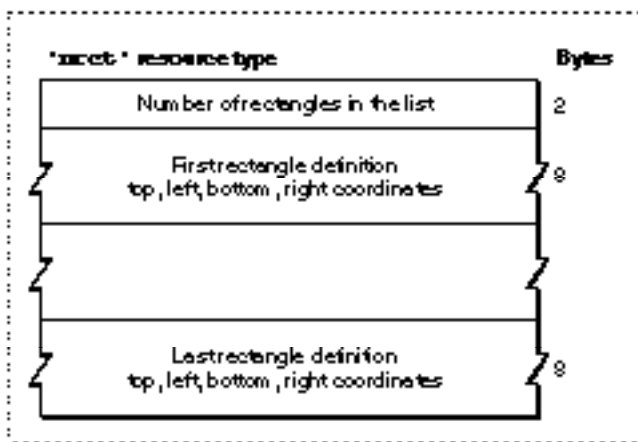 'nrct' resource type Bytes
Number of rectangles in the list 2
First rectangle definition
top, left, bottom, right coordinates 8
Last rectangle definition
top, left, bottom, right coordinates 8